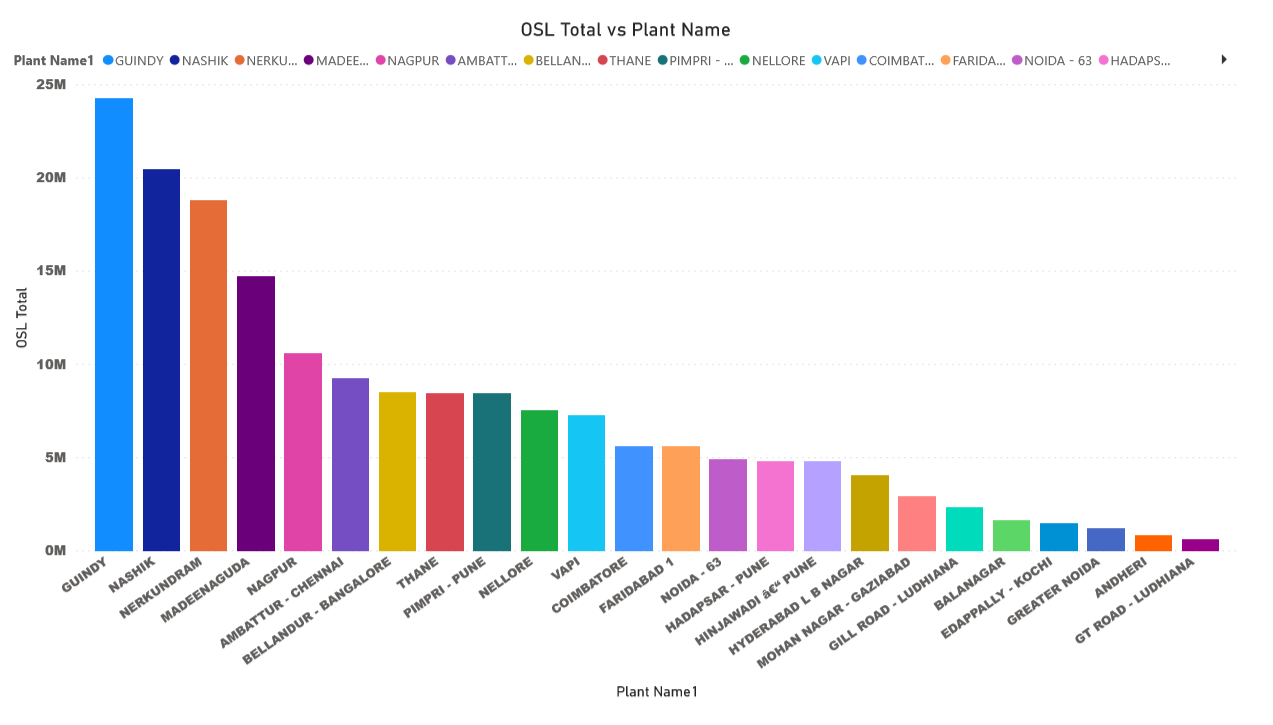 OSL Total vs Plant Name
Plant Name1 GUINDY NASHIK NERKU... MADEE... NAGPUR AMBATT... BELLAN... THANE PIMPRI - ... NELLORE VAPI COIMBAT... FARIDA... NOIDA - 63 HADAPS...
25M
20M
15M
10M
5M
0M
OSL Total
GUINDY
NASHIK
NERKUNDRAM
MADEENAGUDA
NAGPUR
AMBATTUR - CHENNAI
BELLANDUR - BANGALORE
THANE
PIMPRI - PUNE
NELLORE
VAPI
COIMBATORE
FARIDABAD 1
NOIDA - 63
HADAPSAR - PUNE
HINJAWADI â€“ PUNE
HYDERABAD L B NAGAR
MOHAN NAGAR - GAZIABAD
GILL ROAD - LUDHIANA
BALANAGAR
EDAPPALLY - KOCHI
GREATER NOIDA
ANDHERI
GT ROAD - LUDHIANA
Plant Name1